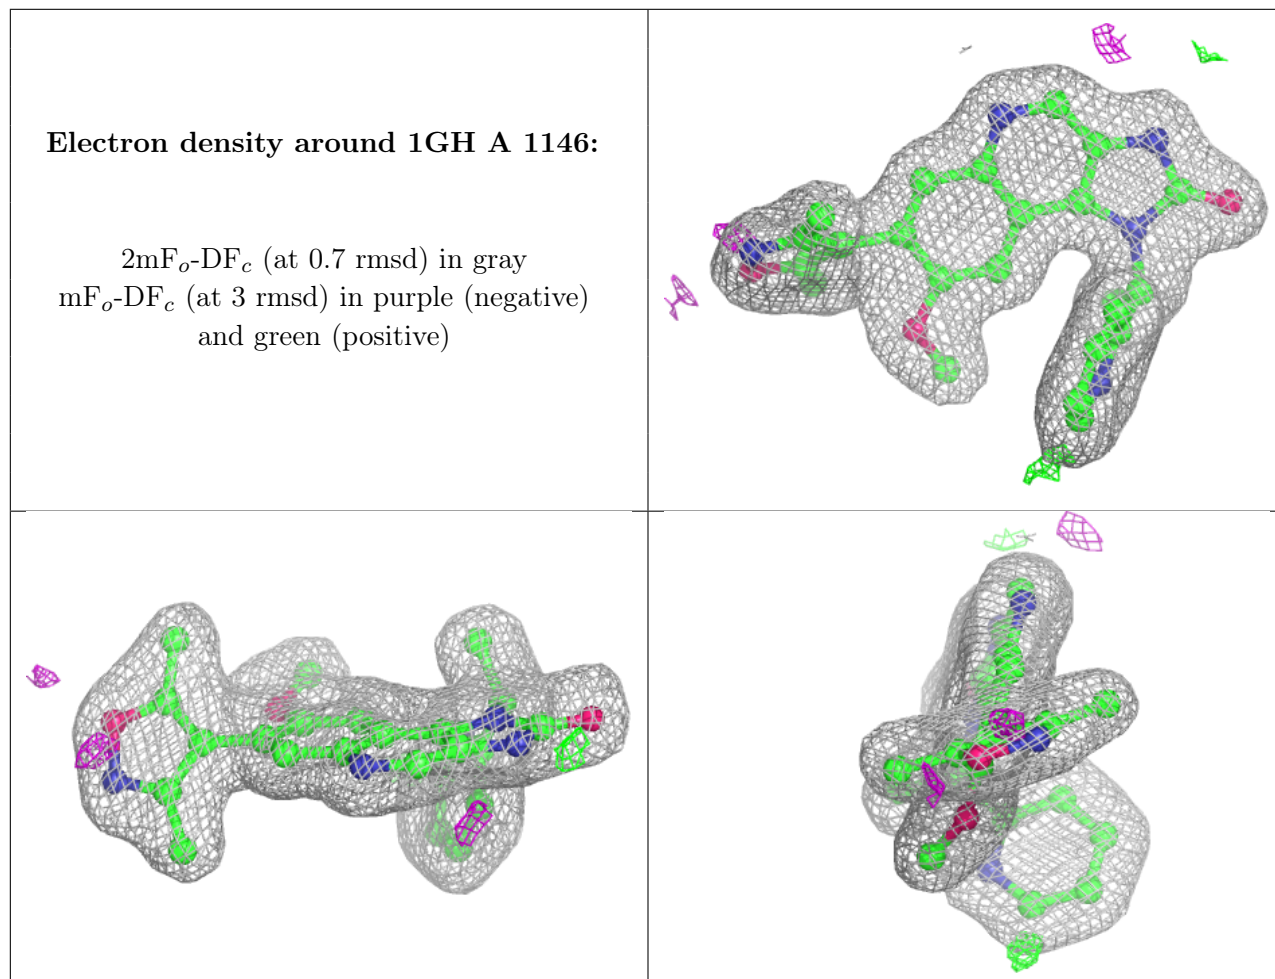 Electron density around 1GH A 1146:
2mFo-DFc (at 0.7 rmsd) in gray
mFo-DFc (at 3 rmsd) in purple (negative)
and green (positive)